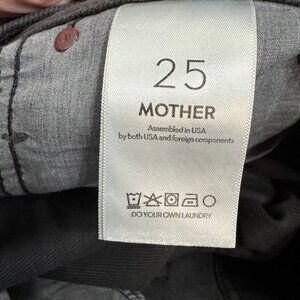 25
MOTHER
Assembled in USA
by both USA and foreign components
DO YOUR OWN LAUNDRY